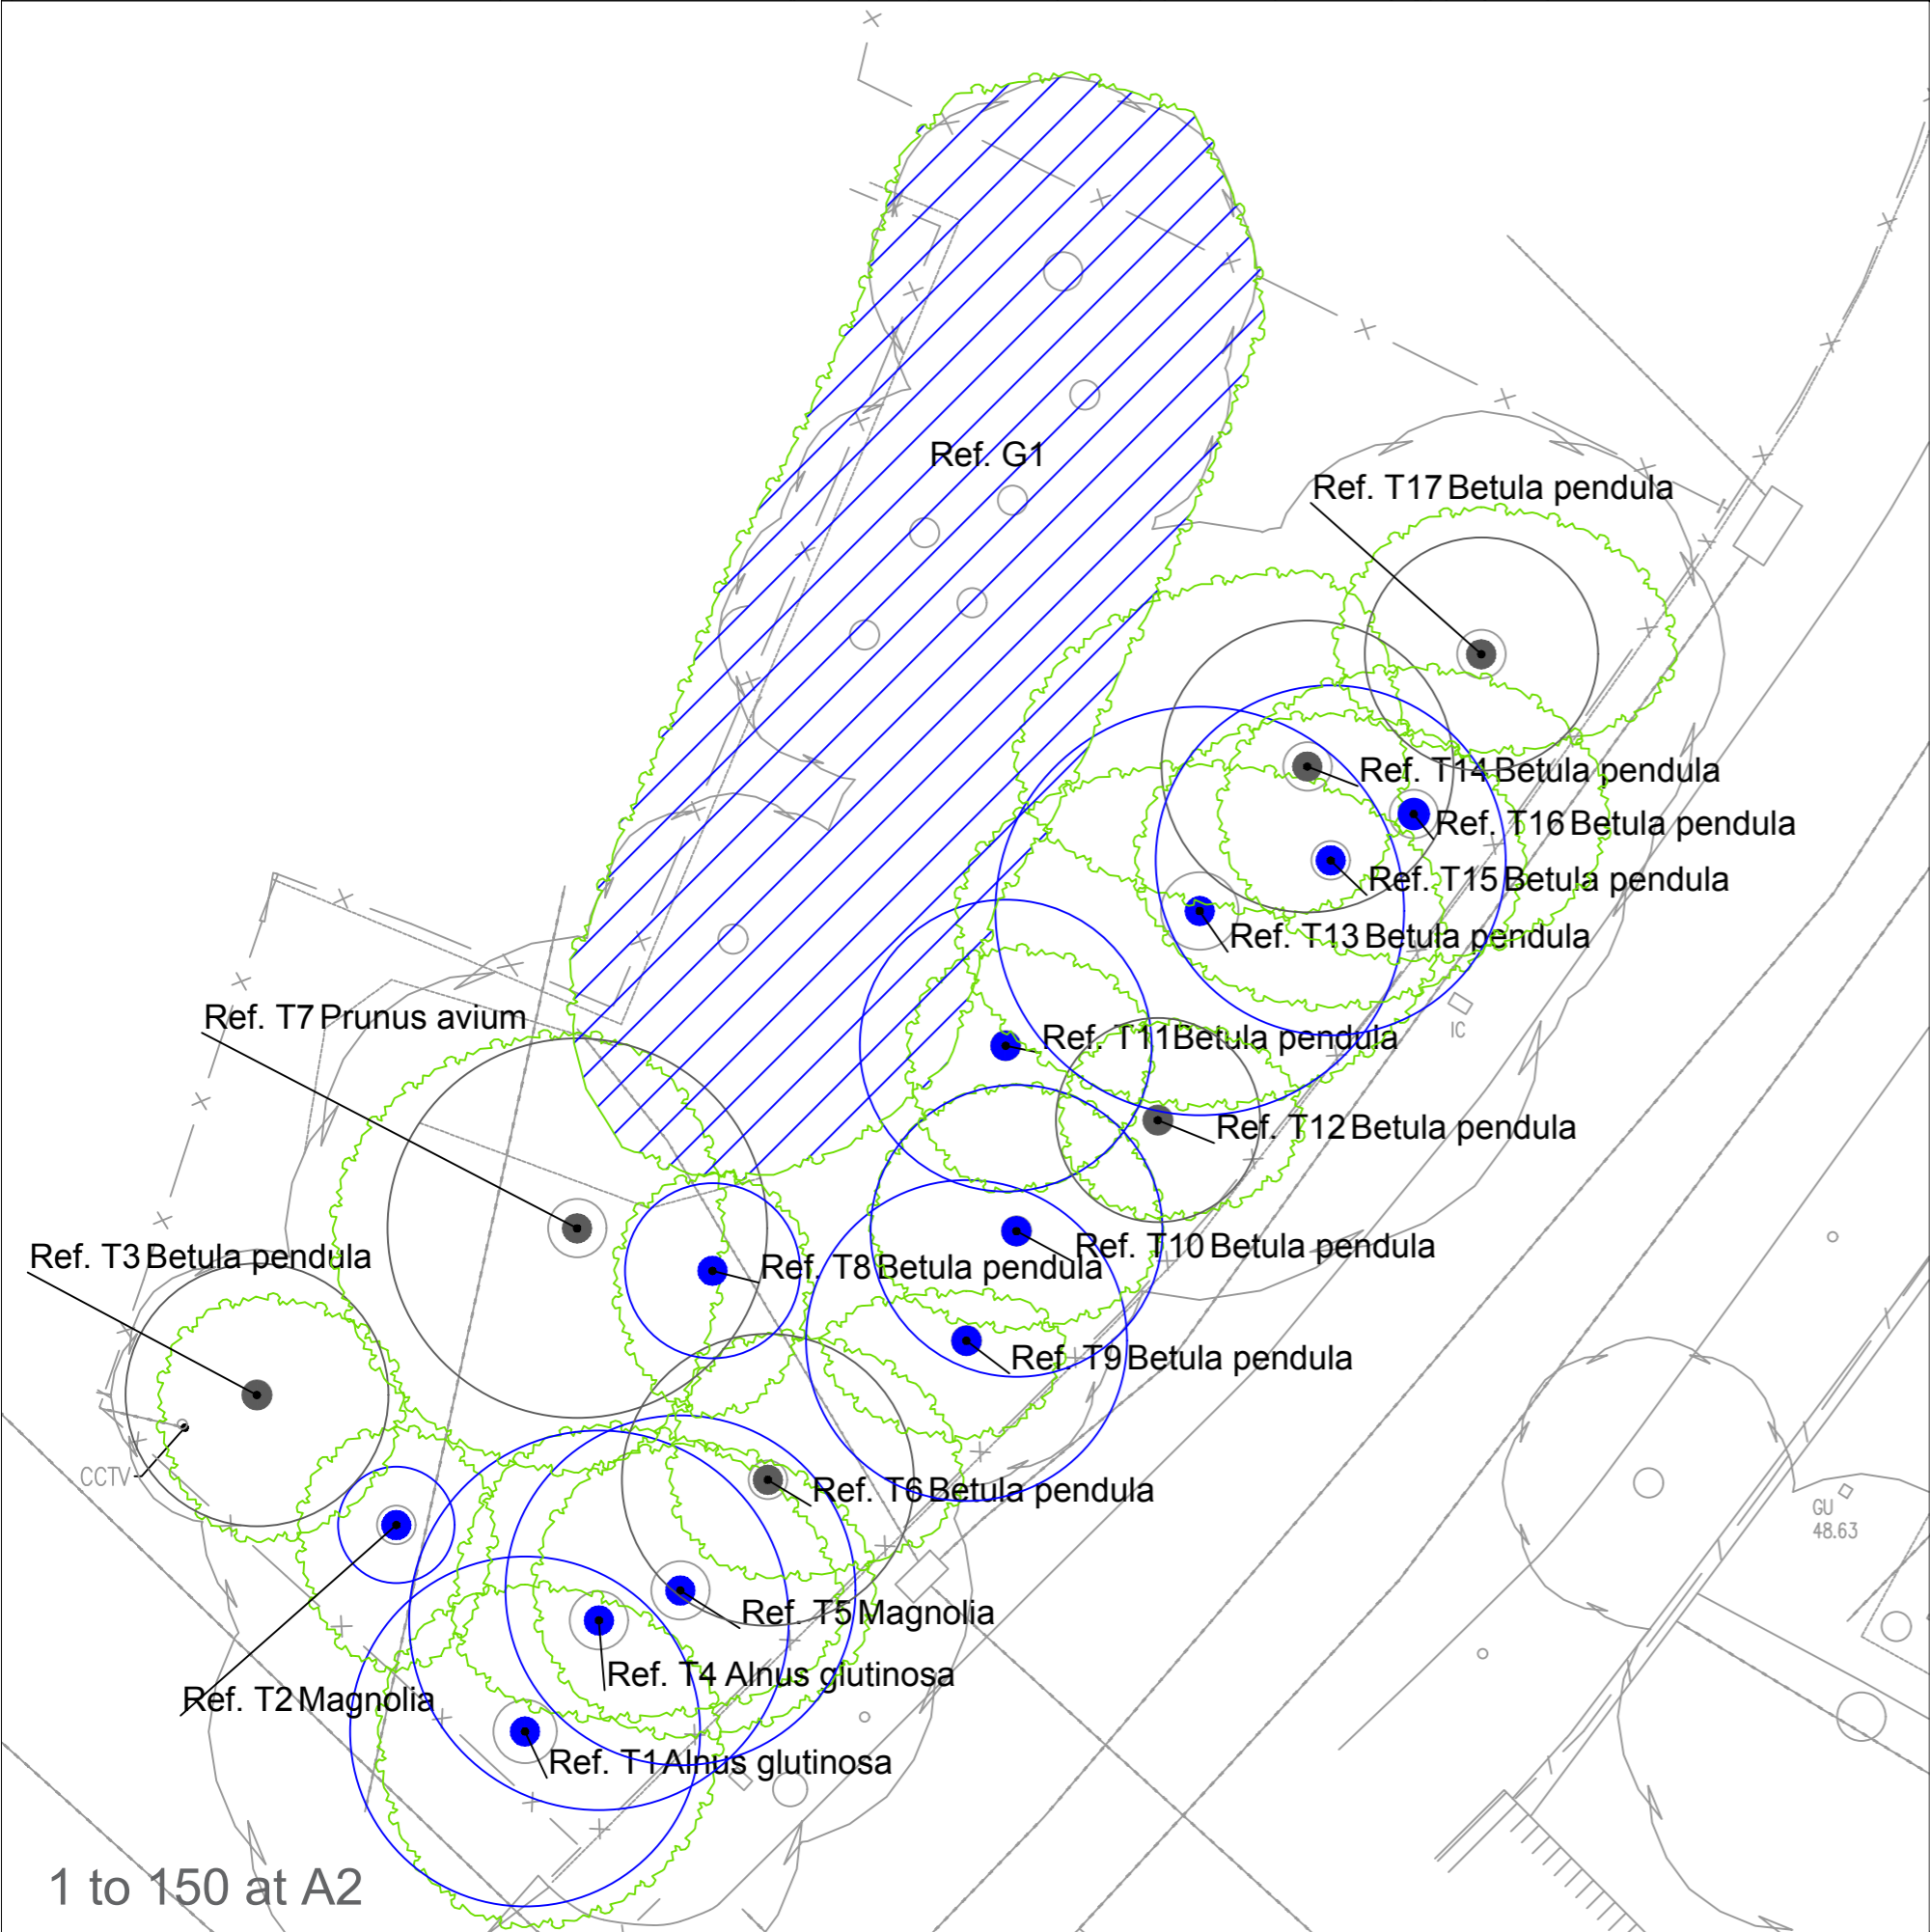 Ref. G1
Ref. T17 Betula pendula
Ref. T14 Betula pendula
Ref. T16 Betula pendula
Ref. T15 Betula pendula
Ref. T13 Betula pendula
IC
Ref. T7 Prunus avium
Ref. T11 Betula pendula
Ref. T12 Betula pendula
Ref. T3 Betula pendula
Ref. T10 Betula pendula
Ref. T8 Betula pendula
Ref. T9 Betula pendula
CCTV
Ref. T6 Betula pendula
GU
48.63
Ref. T5 Magnolia
Ref. T4 Alnus glutinosa
Ref. T2 Magnolia
Ref. T1 Alnus glutinosa
1 to 150 at A2